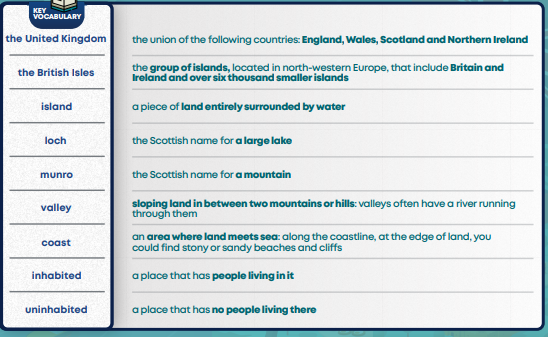 KEY
VOCABULARY
the United Kingdom
the union of the following countries: England, Wales, Scotland and Northern Ireland
the British Isles
the group of islands, located in north-western Europe, that include Britain and
Ireland and over six thousand smaller islands
island
a piece of land entirely surrounded by water
loch
the Scottish name for a large lake
munro
the Scottish name for a mountain
valley
sloping land in between two mountains or hills: valleys often have a river running
through them
coast
an area where land meets sea: along the coastline, at the edge of land, you
could find stony or sandy beaches and cliffs
inhabited
a place that has people living in it
uninhabited
a place that has no people living there